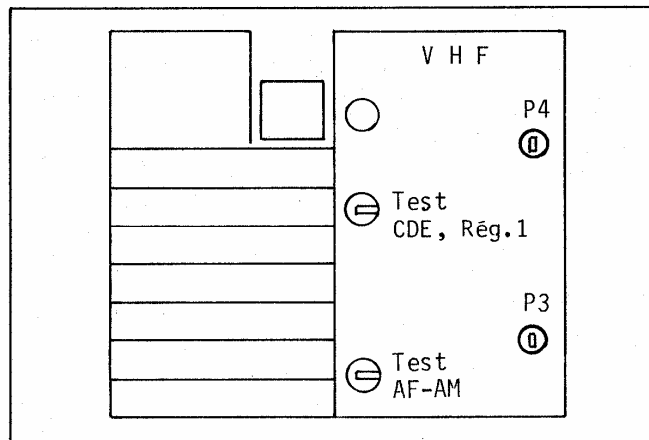 V H F
P4
Test
CDE, Rég.1
P3
Test
AF-AM